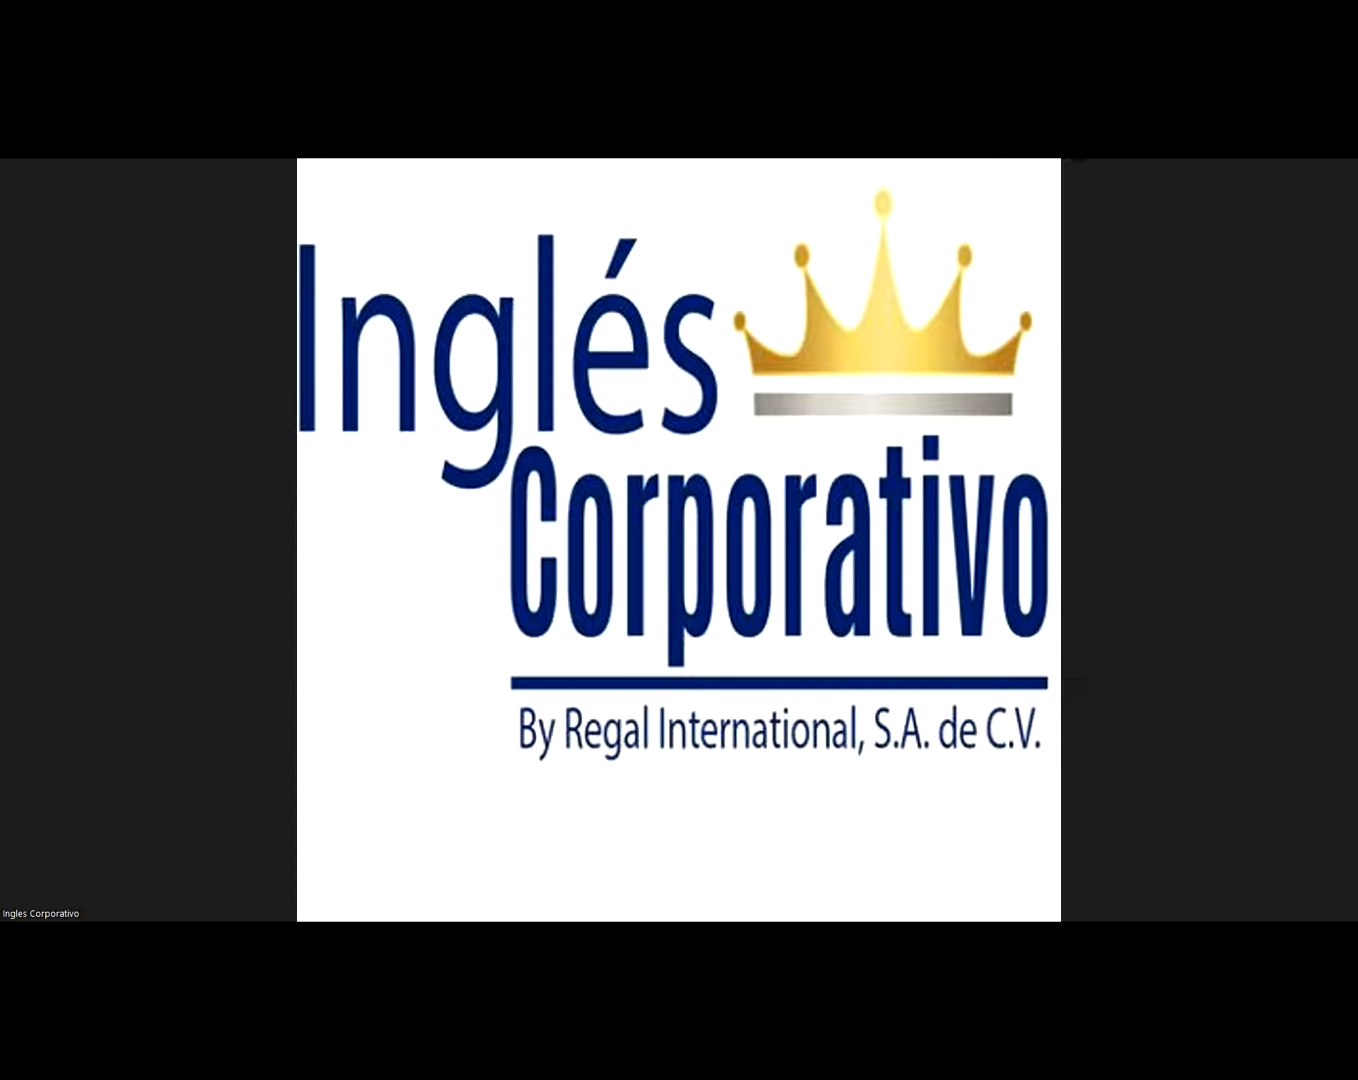 Inglés
Corporativo
By Regal International, S.A. de C.V.
Ingles Corporativo